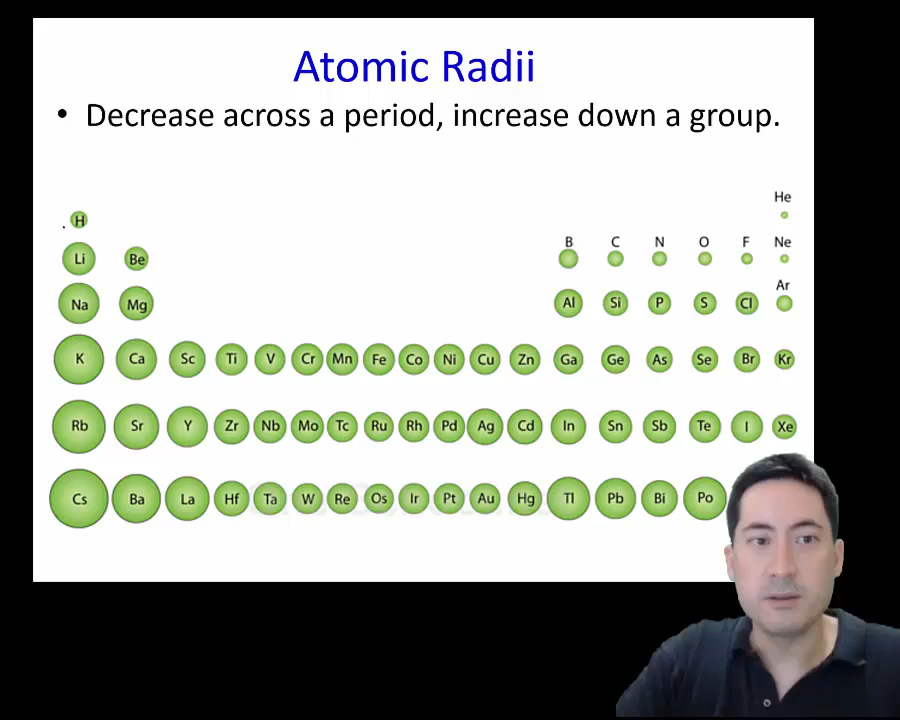 Atomic Radii
• Decrease across a period, increase down a group.
He
H
B C N O F Ne
Li Be
Ar
Na Mg Al Si P S Cl
K Ca Sc Ti V Cr Mn Fe Co Ni Cu Zn Ga Ge As Se Br Kr
Rb Sr Y Zr Nb Mo Tc Ru Rh Pd Ag Cd In Sn Sb Te I Xe
Cs Ba La Hf Ta W Re Os Ir Pt Au Hg Tl Pb Bi Po